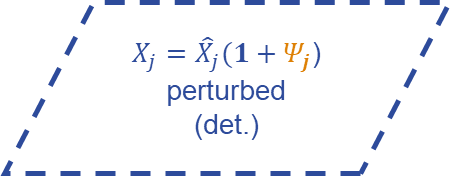 X_j = X̂_j(1 + Ψ_j)
perturbed
(det.)